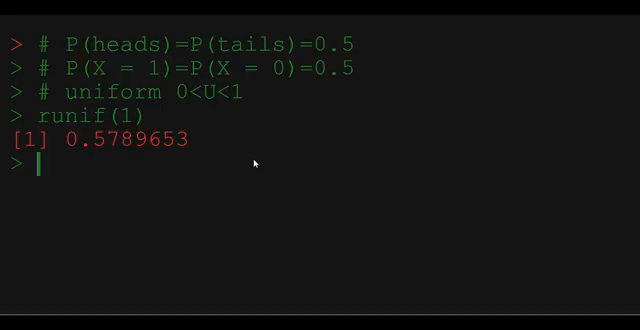 > # P(heads)=P(tails)=0.5
> # P(X = 1)=P(X = 0)=0.5
> # uniform 0<U<1
> runif(1)
[1] 0.5789653
>